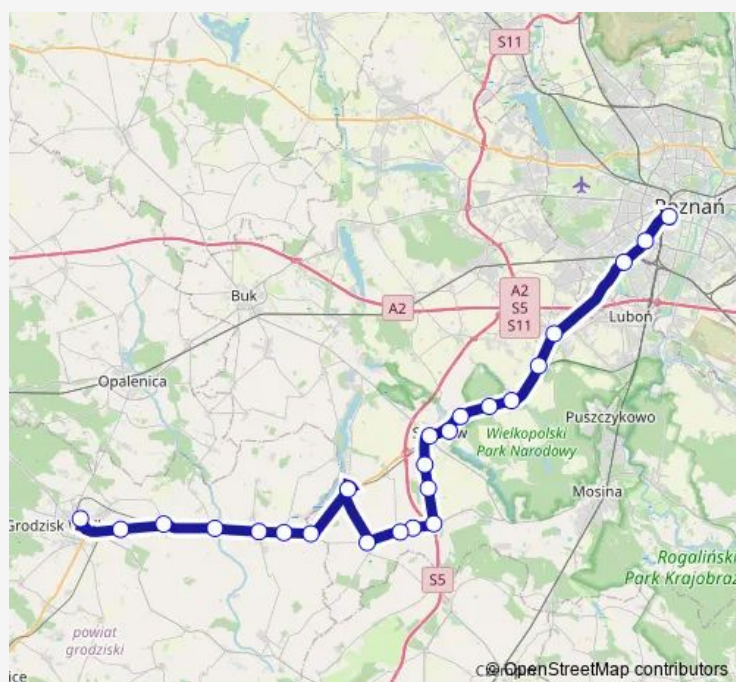 S11
Poznań
A2
S5
S11
A2
Buk
Luboń
Opalenica
Puszczykowo
Wielkopolski
Park Narodowy
Mosina
Grodzisk
Rogaliński
Park Krajobraz
S5
powiat
grodziski
© OpenStreetMap contributors